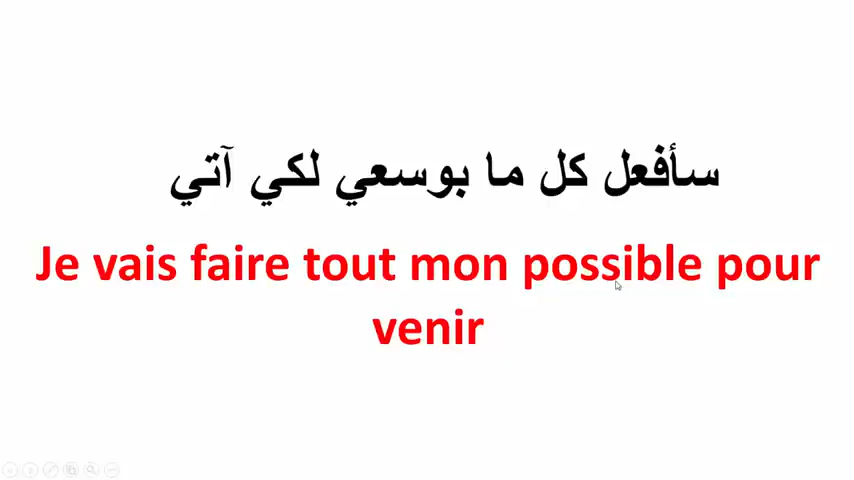 سأفعل كل ما بوسعي لكي آتي
Je vais faire tout mon possible pour
venir